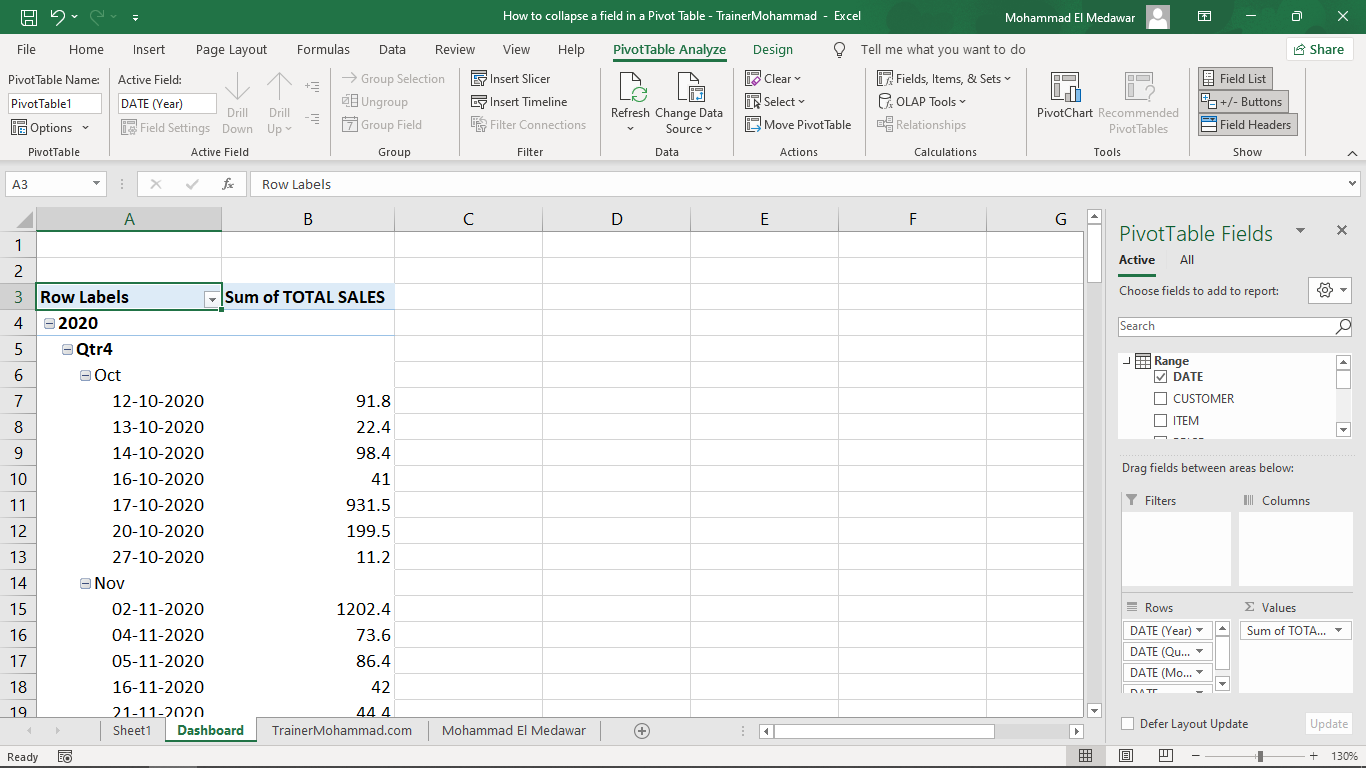 How to collapse a field in a Pivot Table - TrainerMohammad - Excel
Mohammad El Medawar
File Home Insert Page Layout Formulas Data Review View Help PivotTable Analyze Design Tell me what you want to do Share
PivotTable Name:
PivotTable1
Options
PivotTable
Active Field:
DATE (Year)
Field Settings
Drill Down
Drill Up
Active Field
Group Selection
Ungroup
Group Field
Group
Insert Slicer
Insert Timeline
Filter Connections
Filter
Refresh
Change Data Source
Data
Clear
Select
Move PivotTable
Actions
Fields, Items, & Sets
OLAP Tools
Relationships
Calculations
PivotChart
Recommended PivotTables
Tools
Field List
+/- Buttons
Field Headers
Show
A3 fx Row Labels
A B C D E F G
1
2
3 Row Labels Sum of TOTAL SALES
4 2020
5 Qtr4
6 Oct
7 12-10-2020 91.8
8 13-10-2020 22.4
9 14-10-2020 98.4
10 16-10-2020 41
11 17-10-2020 931.5
12 20-10-2020 199.5
13 27-10-2020 11.2
14 Nov
15 02-11-2020 1202.4
16 04-11-2020 73.6
17 05-11-2020 86.4
18 16-11-2020 42
19 21-11-2020 44.4
PivotTable Fields
Active All
Choose fields to add to report:
Search
Range
DATE
CUSTOMER
ITEM
Drag fields between areas below:
Filters
Columns
Rows
DATE (Year)
DATE (Qu...
DATE (Mo...
DATE
Σ Values
Sum of TOTA...
Defer Layout Update Update
Sheet1 Dashboard TrainerMohammad.com Mohammad El Medawar
Ready 130%